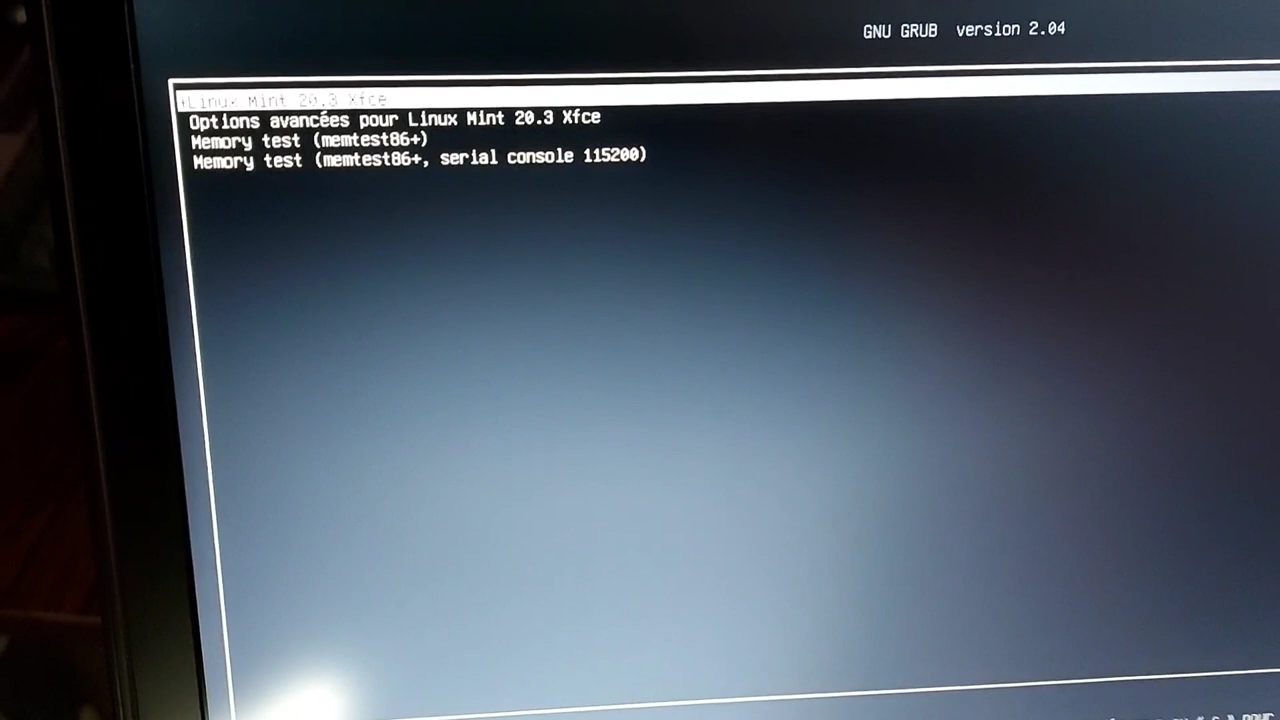 GNU GRUB version 2.04
*Linux Mint 20.3 Xfce
Options avancées pour Linux Mint 20.3 Xfce
Memory test (memtest86+)
Memory test (memtest86+, serial console 115200)